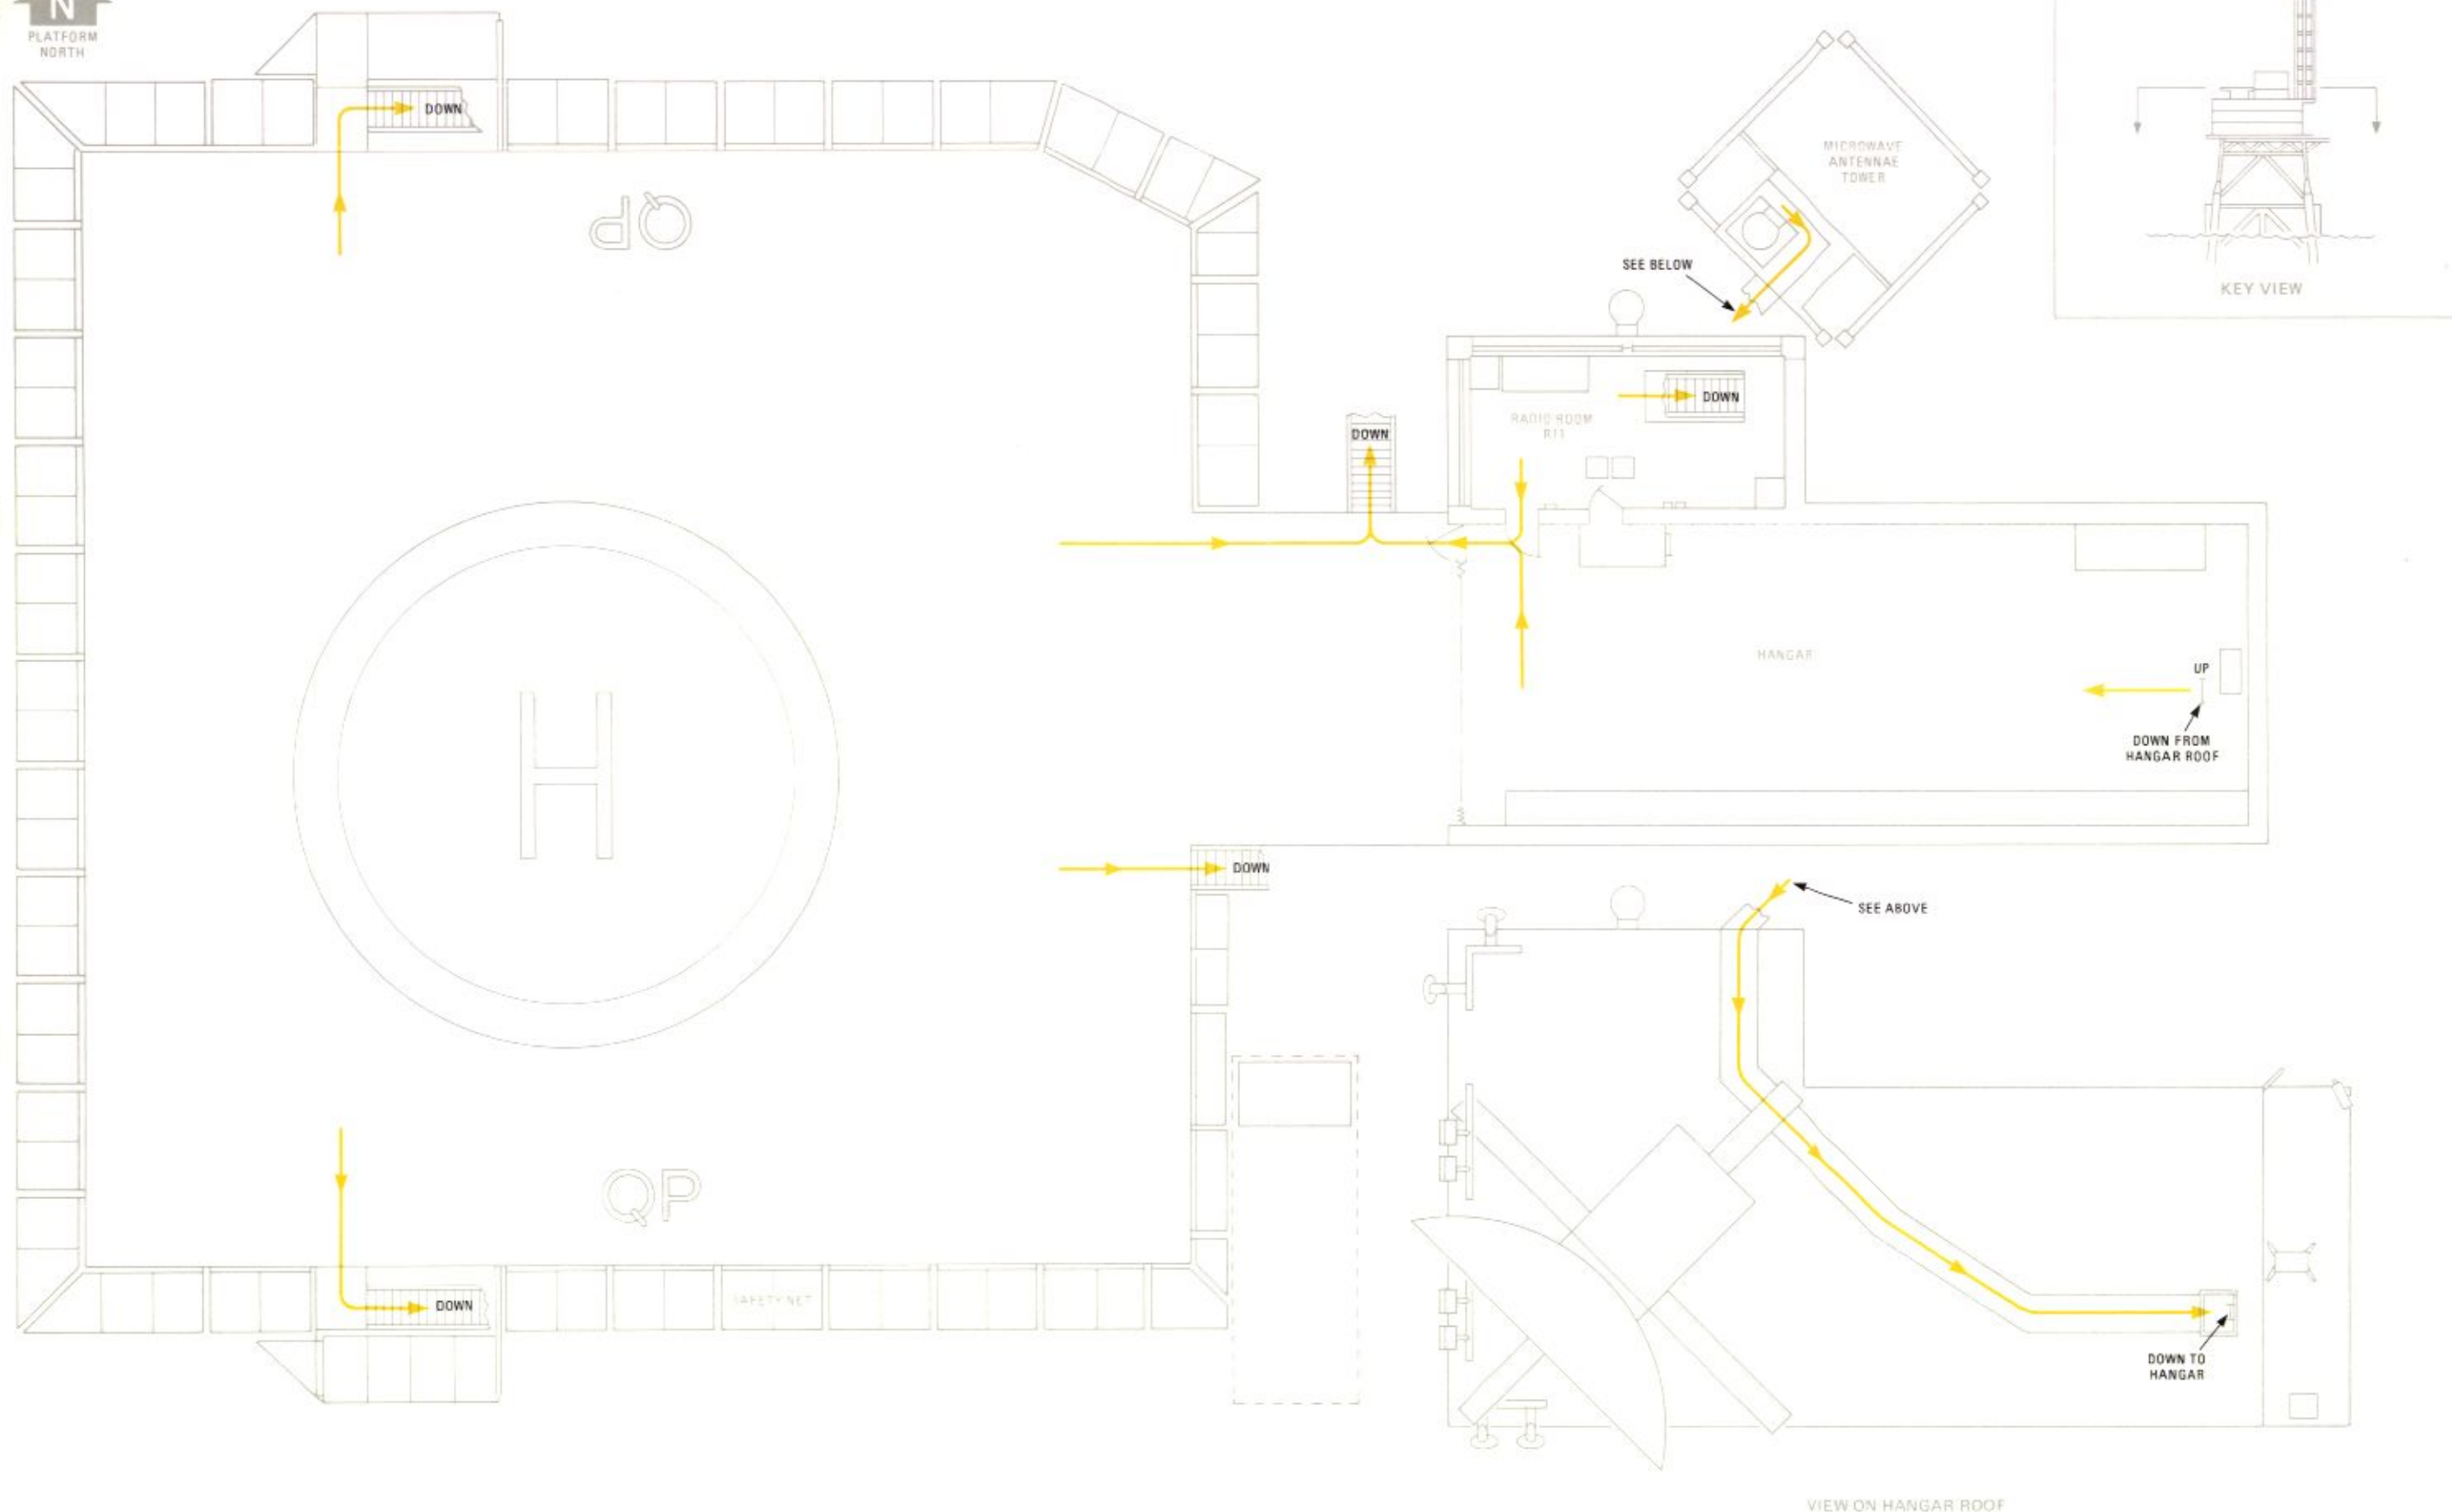 N
PLATFORM
NORTH
DOWN
QP
MICROWAVE
ANTENNAE
TOWER
SEE BELOW
KEY VIEW
DOWN
RADIO ROOM
R11
DOWN
H
HANGAR
UP
DOWN FROM
HANGAR ROOF
DOWN
SEE ABOVE
QP
SAFETY NET
DOWN
DOWN TO
HANGAR
VIEW ON HANGAR ROOF